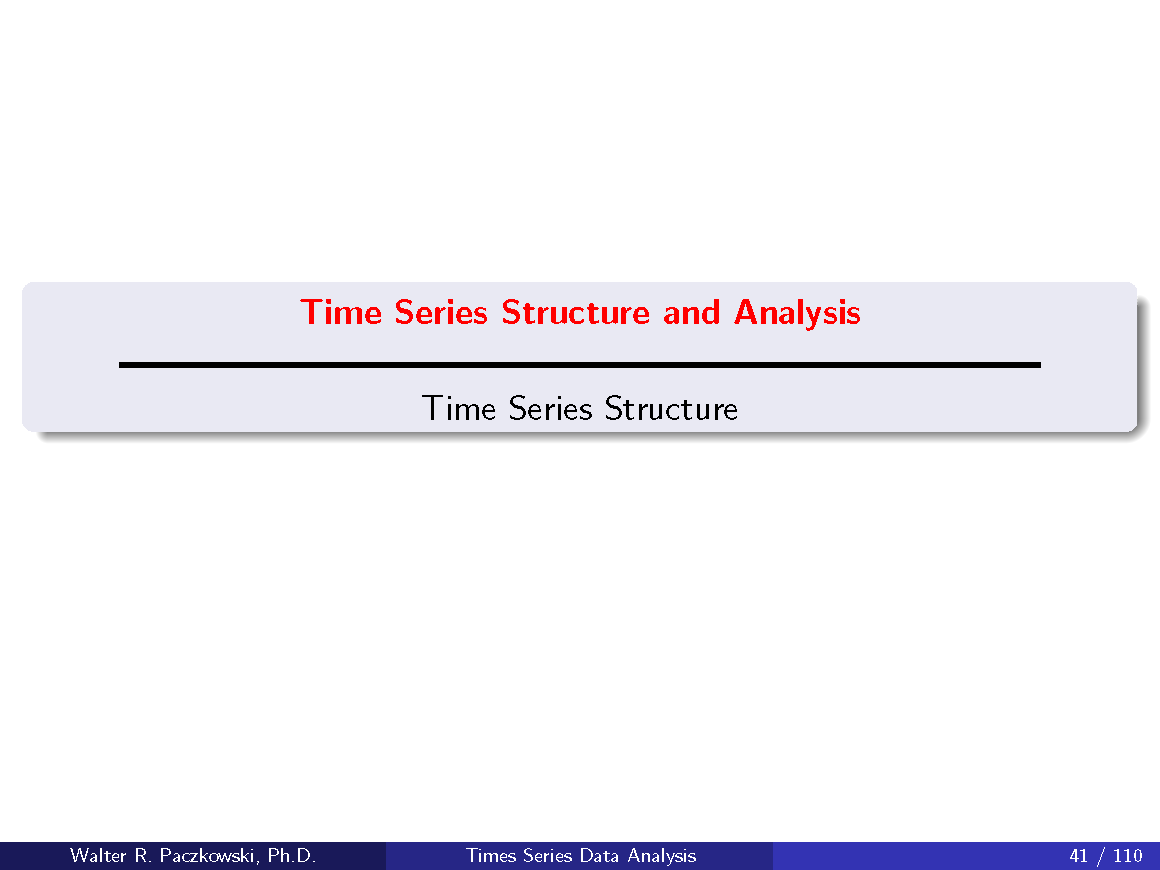 Time Series Structure and Analysis
Time Series Structure
Walter R. Paczkowski, Ph.D.
Times Series Data Analysis
41 / 110